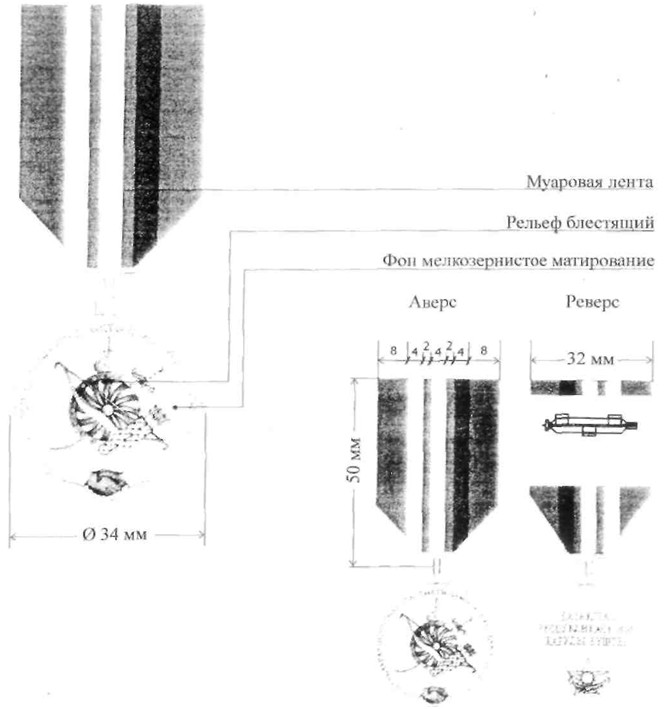 Муаровая лента
Рельеф блестящий
Фон мелкозернистое матирование
Аверс
Реверс
8 4 2 4 2 4 8
32 мм
50 мм
Ø 34 мм